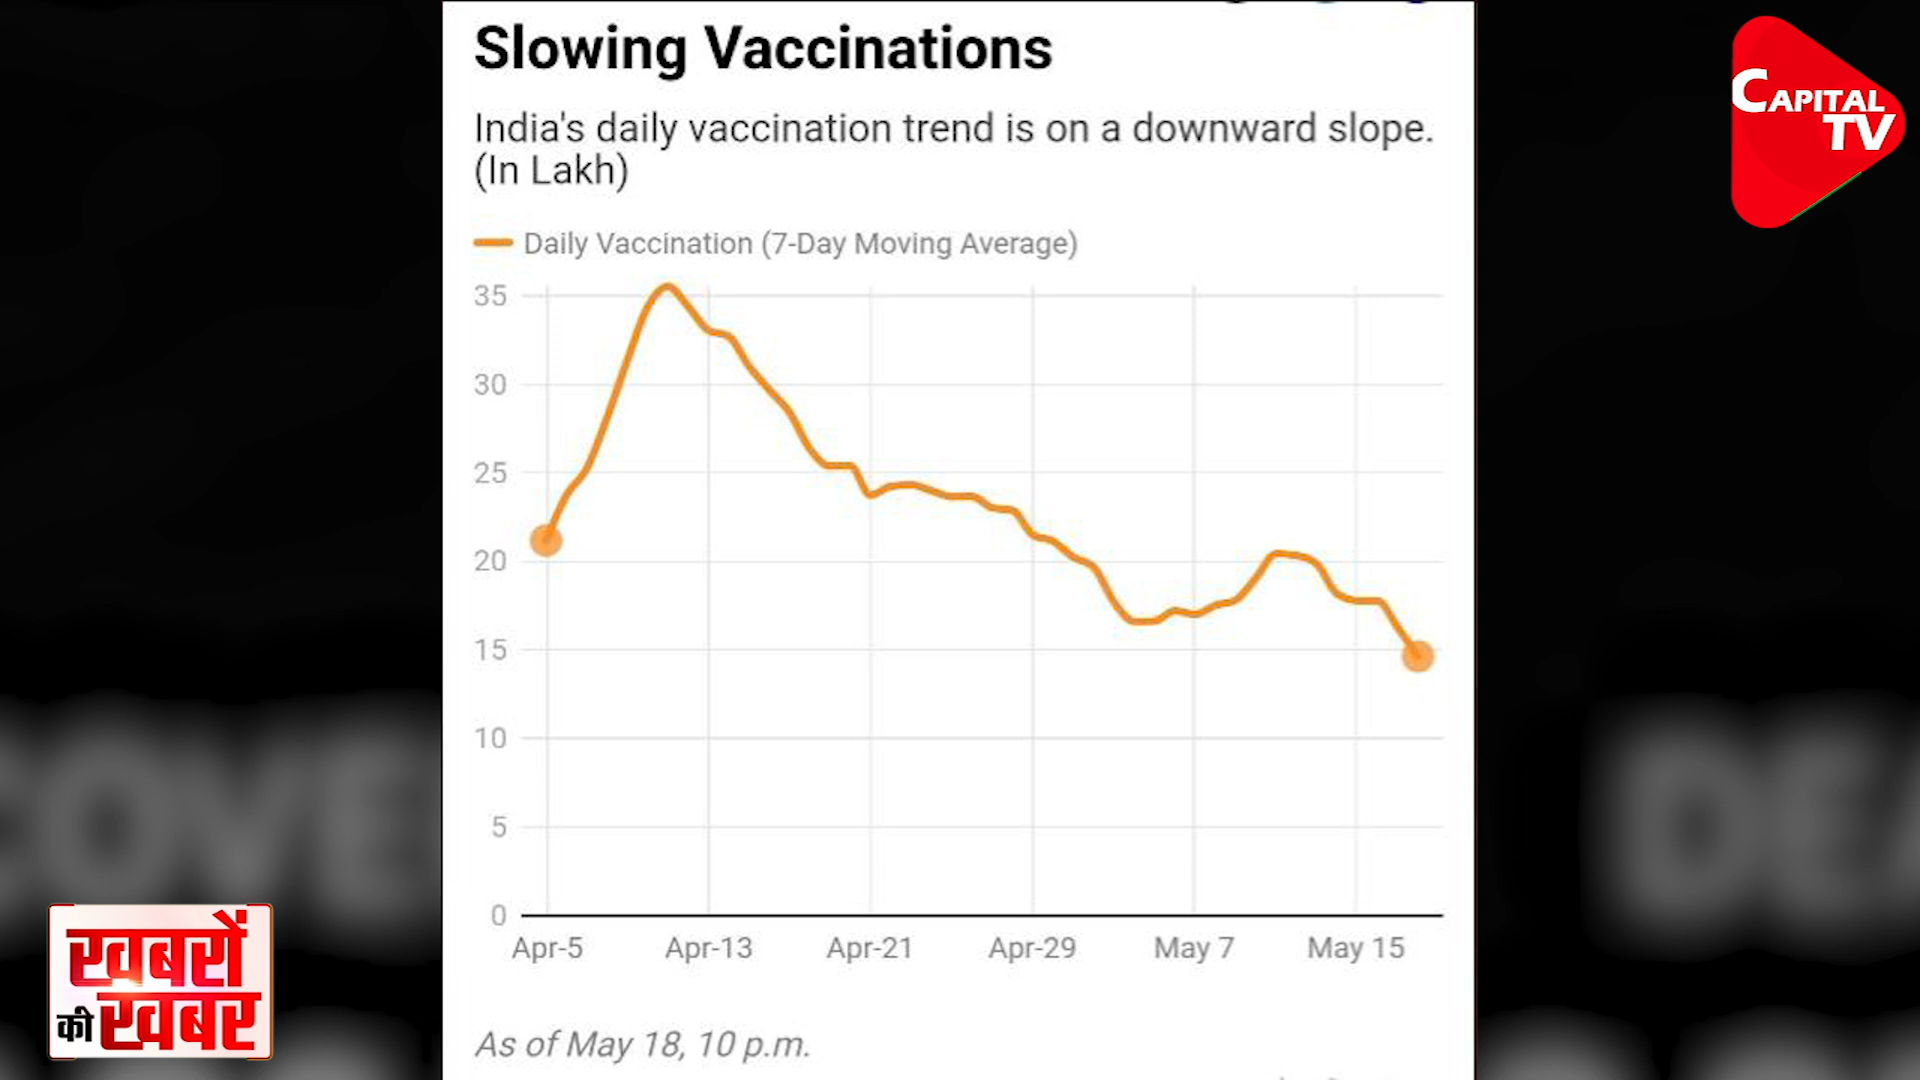 Slowing Vaccinations
India's daily vaccination trend is on a downward slope.
(In Lakh)
Daily Vaccination (7-Day Moving Average)
35
30
25
20
15
10
5
0
Apr-5 Apr-13 Apr-21 Apr-29 May 7 May 15
As of May 18, 10 p.m.
CAPITAL
TV
खबरों
की खबर